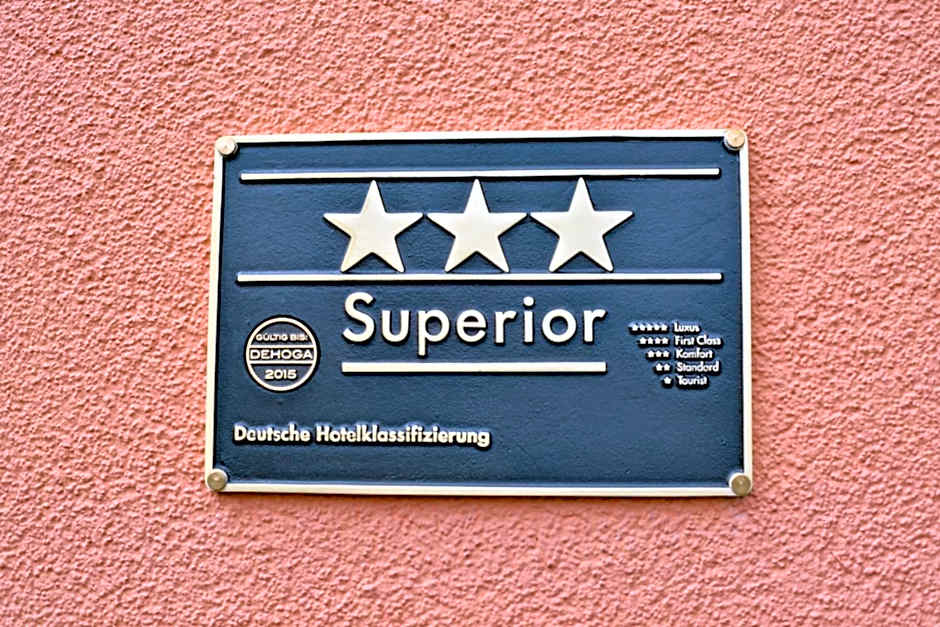 Superior
GÜLTIG BIS:
DEHOGA
2015
***** Luxus
**** First Class
*** Komfort
** Standard
* Tourist
Deutsche Hotelklassifizierung